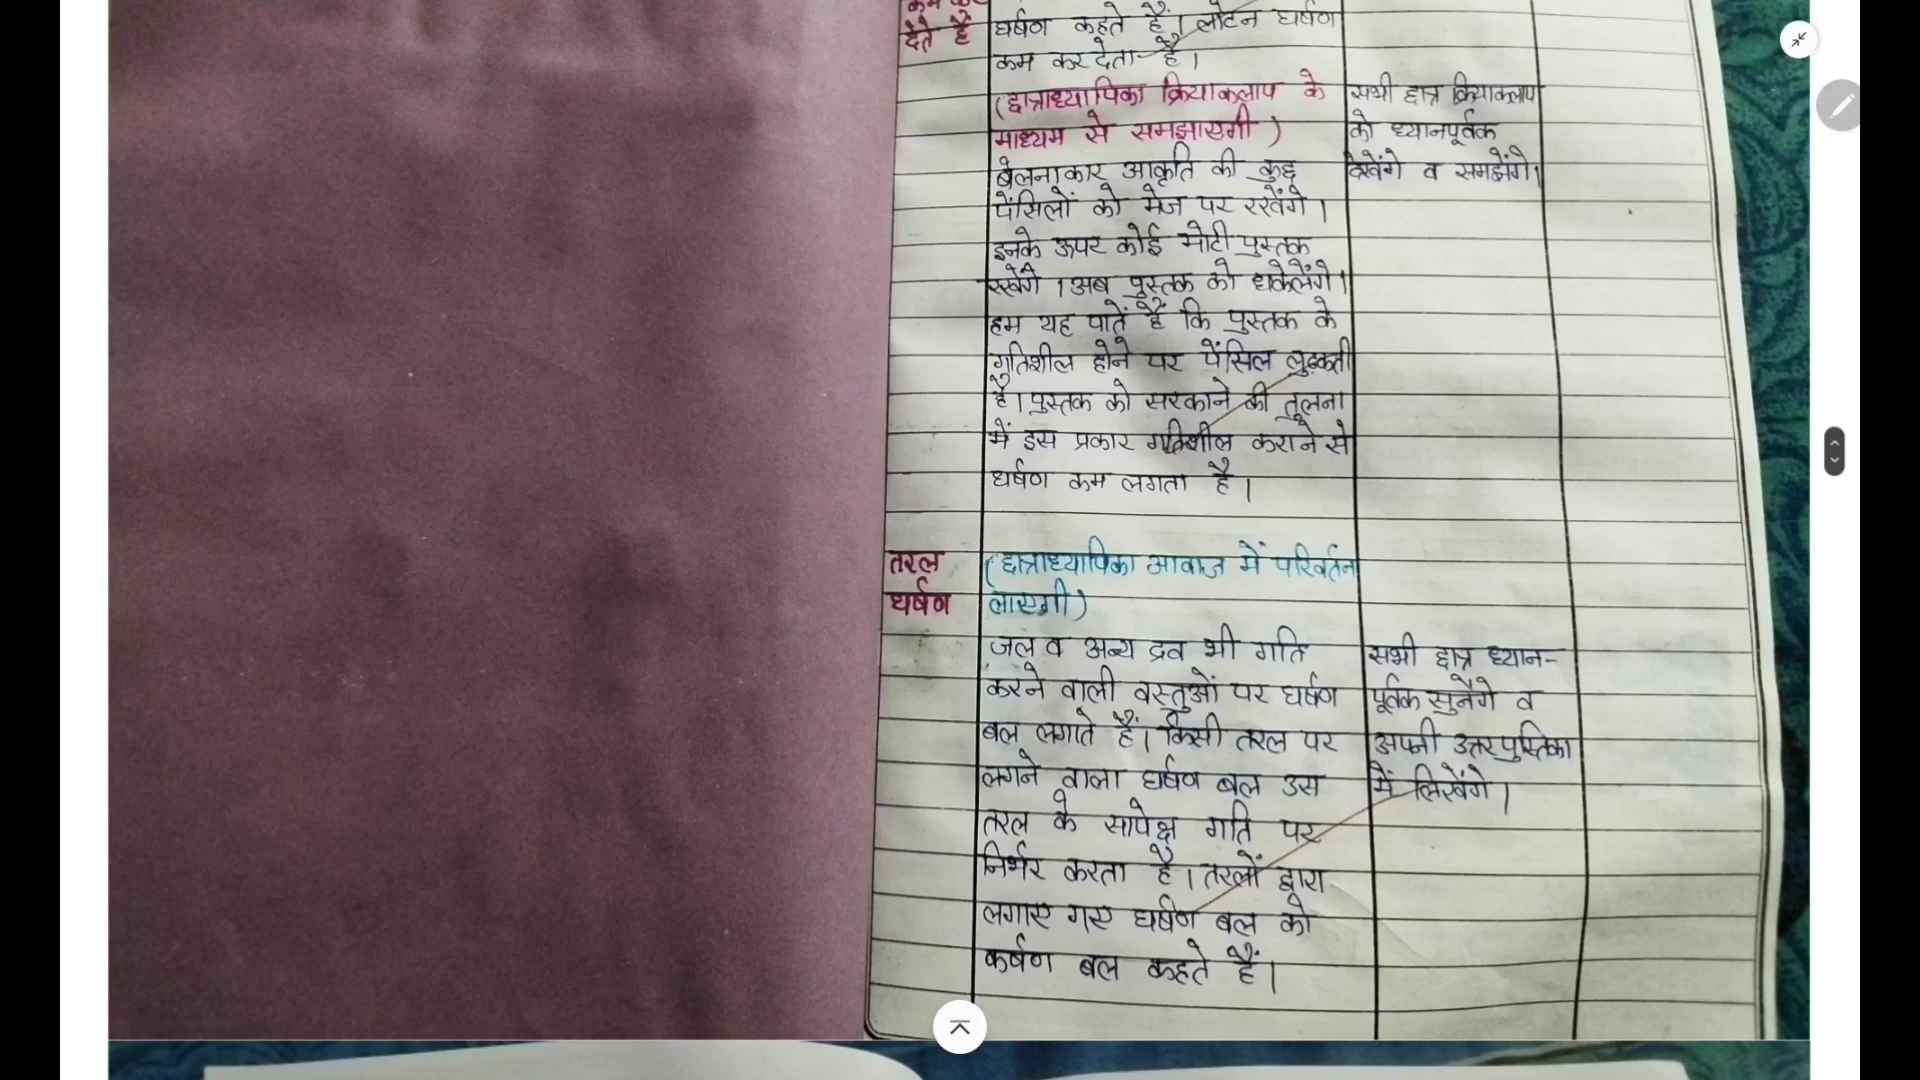 देते हैं
घर्षण कहते हैं। लोटन घर्षण
कम कर देता है।
(छात्राध्यापिका क्रियाकलाप के
माध्यम से समझाएगी)
बेलनाकार आकृति की कुछ
पेंसिलों को मेज पर रखेंगे।
इनके ऊपर कोई मोटी पुस्तक
रखेंगे। अब पुस्तक को धकेलेंगे।
हम यह पातें हैं कि पुस्तक के
गतिशील होने पर पेंसिल लुढ़कती
है। पुस्तक को सरकाने की तुलना
में इस प्रकार गतिशील कराने से
घर्षण कम लगता है।
सभी छात्र क्रियाकलाप
को ध्यानपूर्वक
देखेंगे व समझेंगे।
तरल
घर्षण
(छात्राध्यापिका आवाज में परिवर्तन
लाएगी)
जल व अन्य द्रव भी गति
करने वाली वस्तुओं पर घर्षण
बल लगाते हैं। किसी तरल पर
लगने वाला घर्षण बल उस
तरल के सापेक्ष गति पर
निर्भर करता है। तरलों द्वारा
लगाए गए घर्षण बल को
कर्षण बल कहते हैं।
सभी छात्र ध्यान-
पूर्वक सुनेंगे व
अपनी उत्तरपुस्तिका
में लिखेंगे।